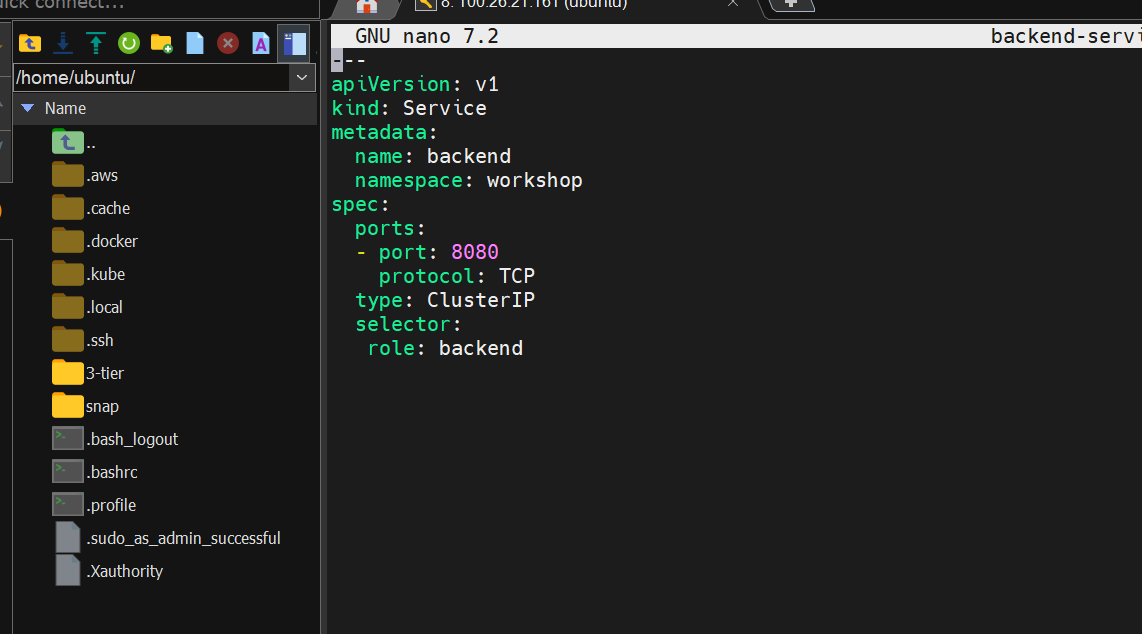 uick connect...
8. 100.26.21.161 (ubuntu)
/home/ubuntu/
Name
..
.aws
.cache
.docker
.kube
.local
.ssh
3-tier
snap
.bash_logout
.bashrc
.profile
.sudo_as_admin_successful
.Xauthority
GNU nano 7.2 backend-servi
---
apiVersion: v1
kind: Service
metadata:
  name: backend
  namespace: workshop
spec:
  ports:
  - port: 8080
    protocol: TCP
  type: ClusterIP
  selector:
   role: backend